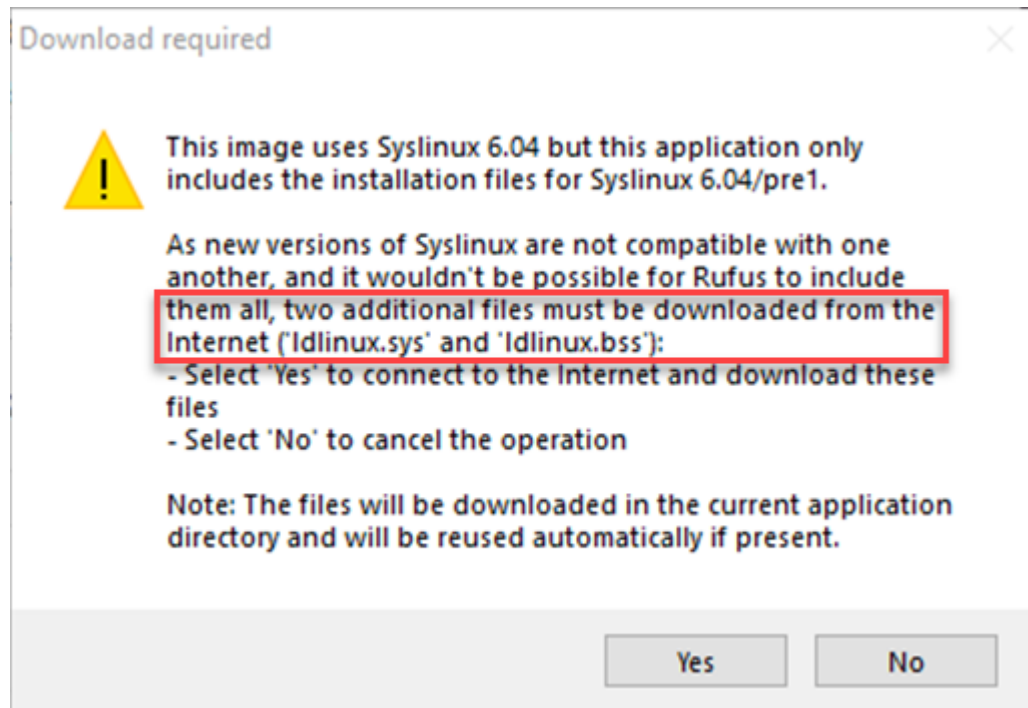 Download required
This image uses Syslinux 6.04 but this application only
includes the installation files for Syslinux 6.04/pre1.
As new versions of Syslinux are not compatible with one
another, and it wouldn't be possible for Rufus to include
them all, two additional files must be downloaded from the
Internet ('ldlinux.sys' and 'ldlinux.bss'):
- Select 'Yes' to connect to the Internet and download these
files
- Select 'No' to cancel the operation
Note: The files will be downloaded in the current application
directory and will be reused automatically if present.
Yes
No